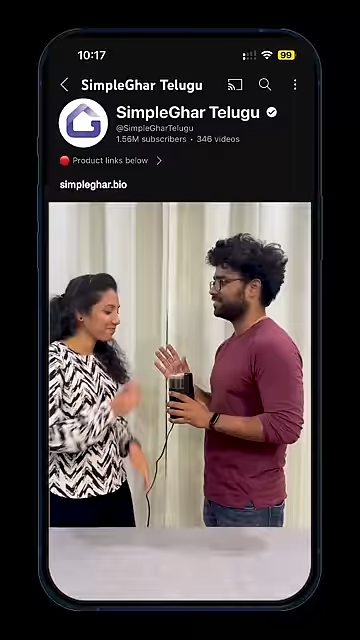 10:17
99
SimpleGhar Telugu
SimpleGhar Telugu
@SimpleGharTelugu
1.56M subscribers • 346 videos
Product links below
simpleghar.bio